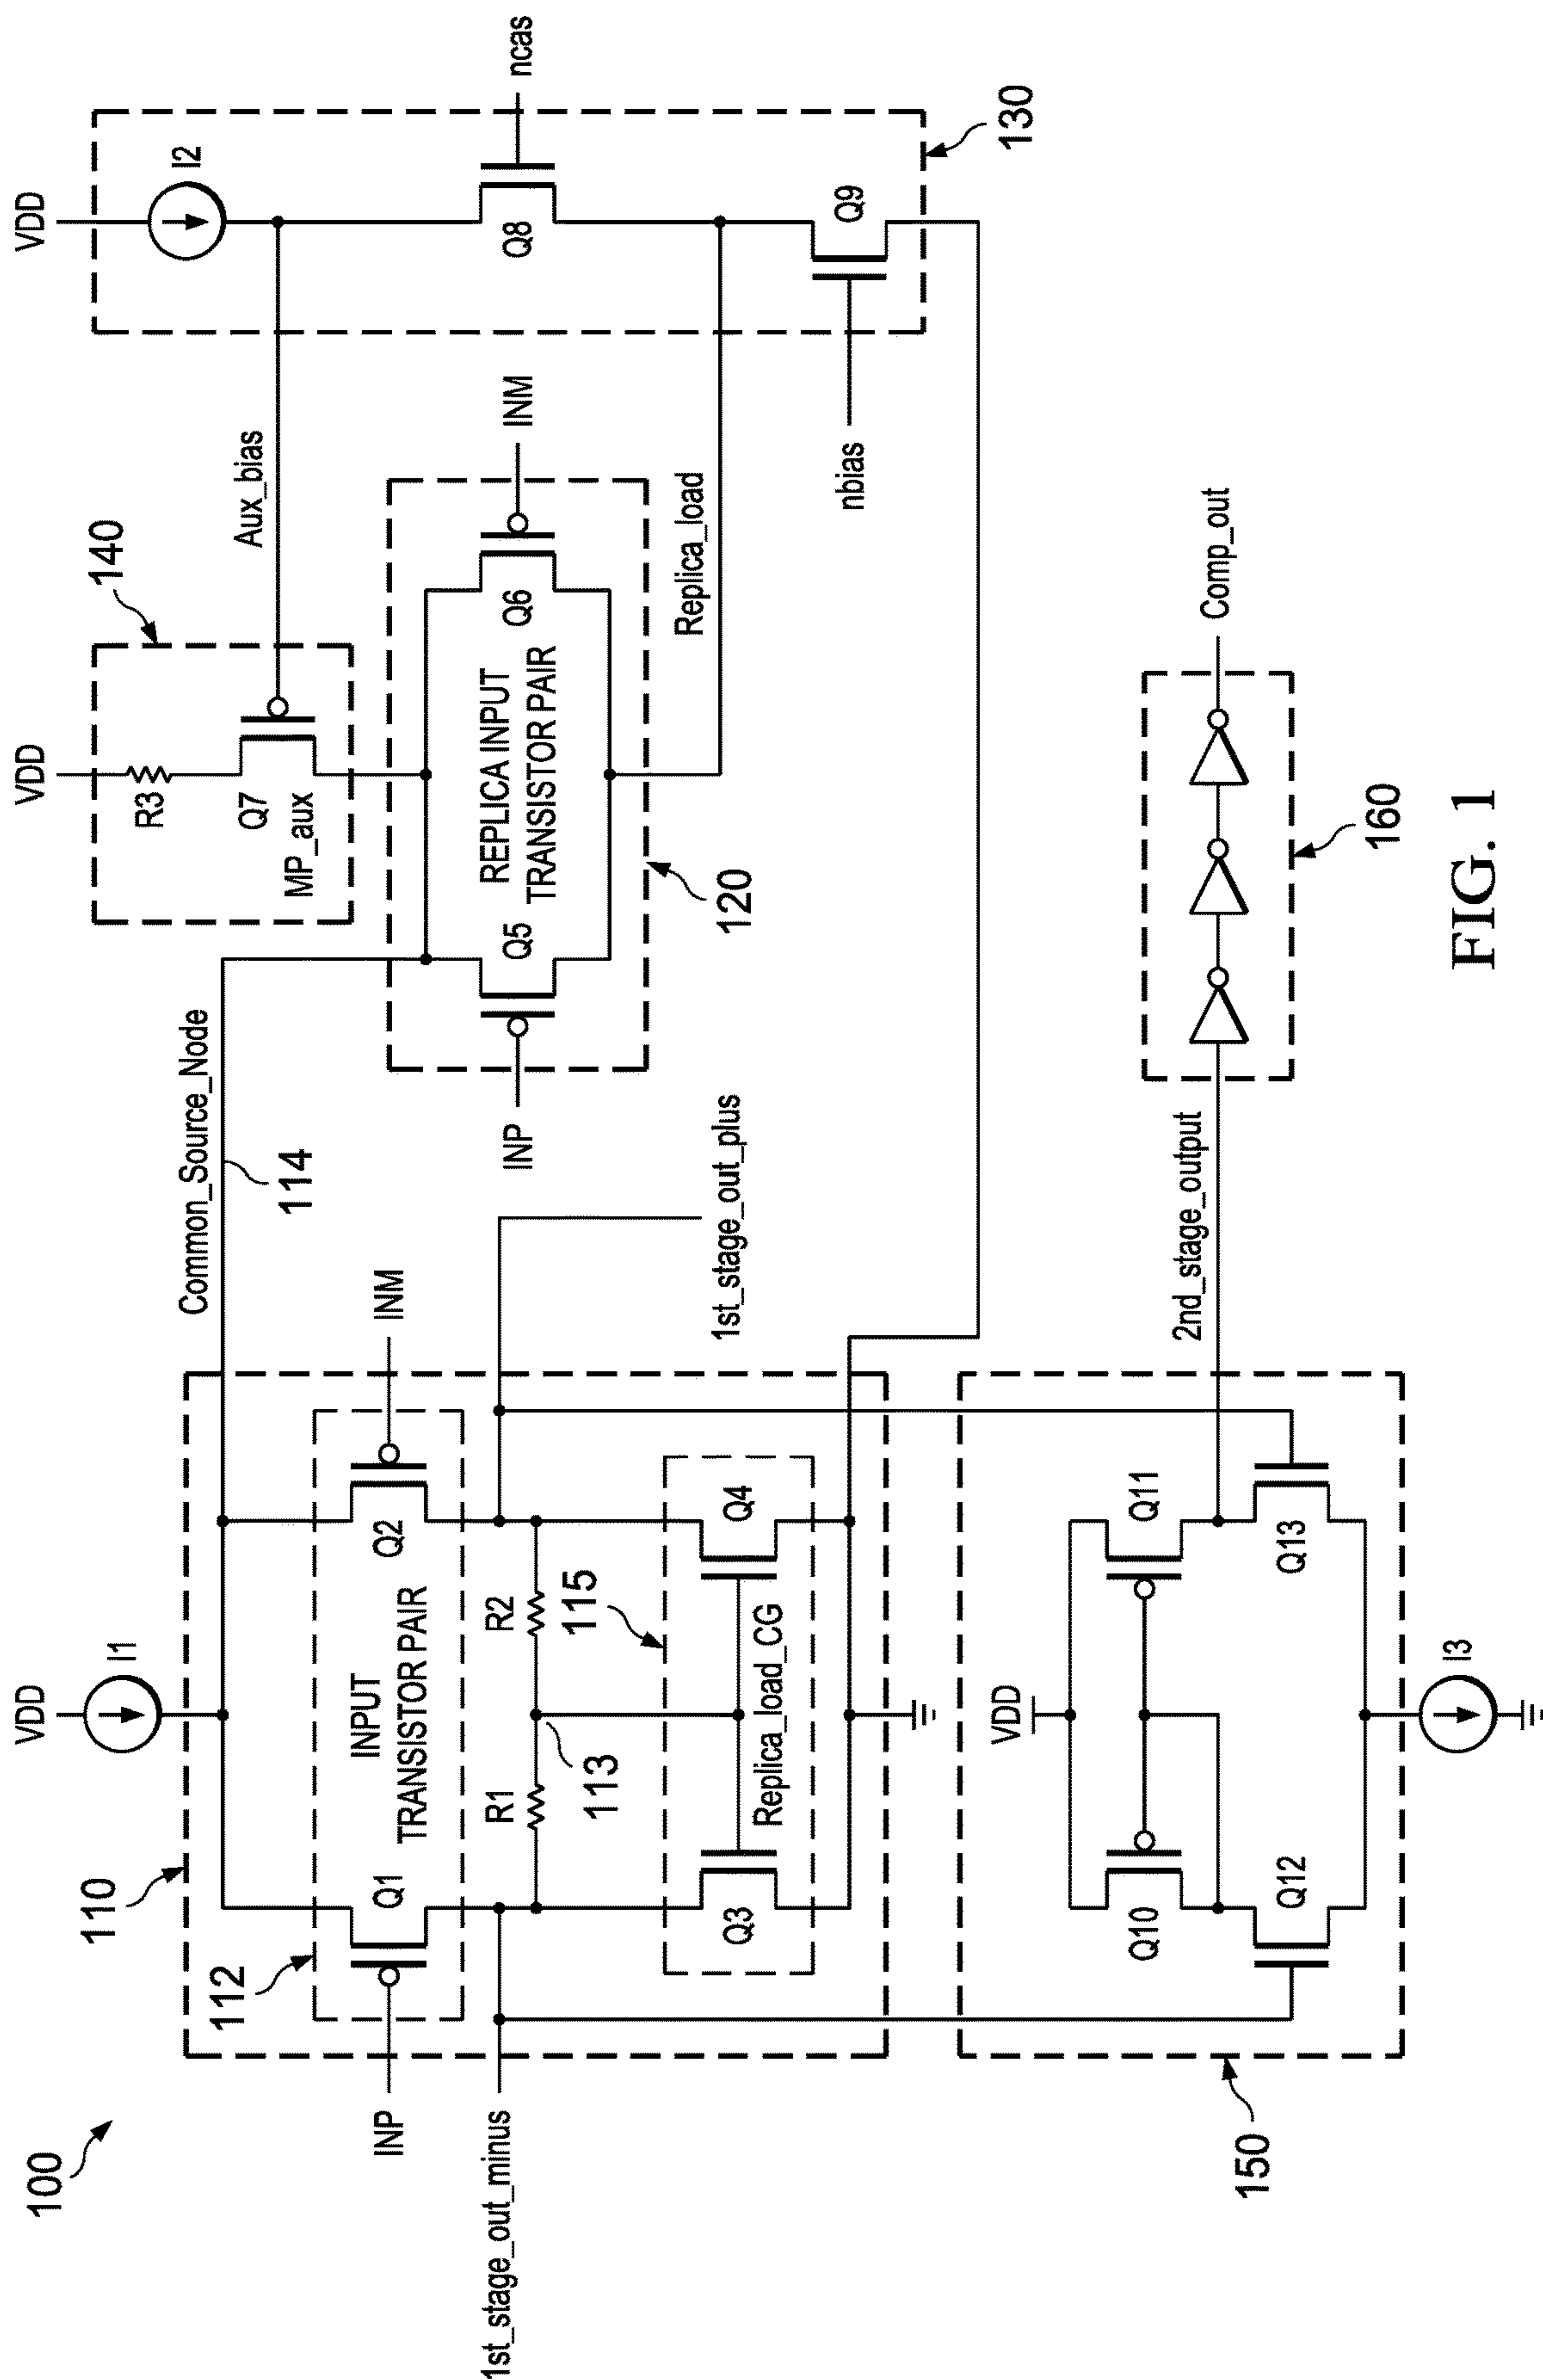 100
VDD
I1
110
112
INP
Q1
INPUT
TRANSISTOR PAIR
Q2
INM
Common_Source_Node
114
1st_stage_out_minus
R1
R2
113
115
Q3
Q4
Replica_load_CG
1st_stage_out_plus
VDD
R3
Q7
MP_aux
140
Aux_bias
VDD
I2
Q8
ncas
INP
Q5
REPLICA INPUT
TRANSISTOR PAIR
Q6
INM
120
Replica_load
Q9
nbias
130
150
VDD
Q10
Q11
Q12
Q13
I3
2nd_stage_output
160
Comp_out
FIG. 1